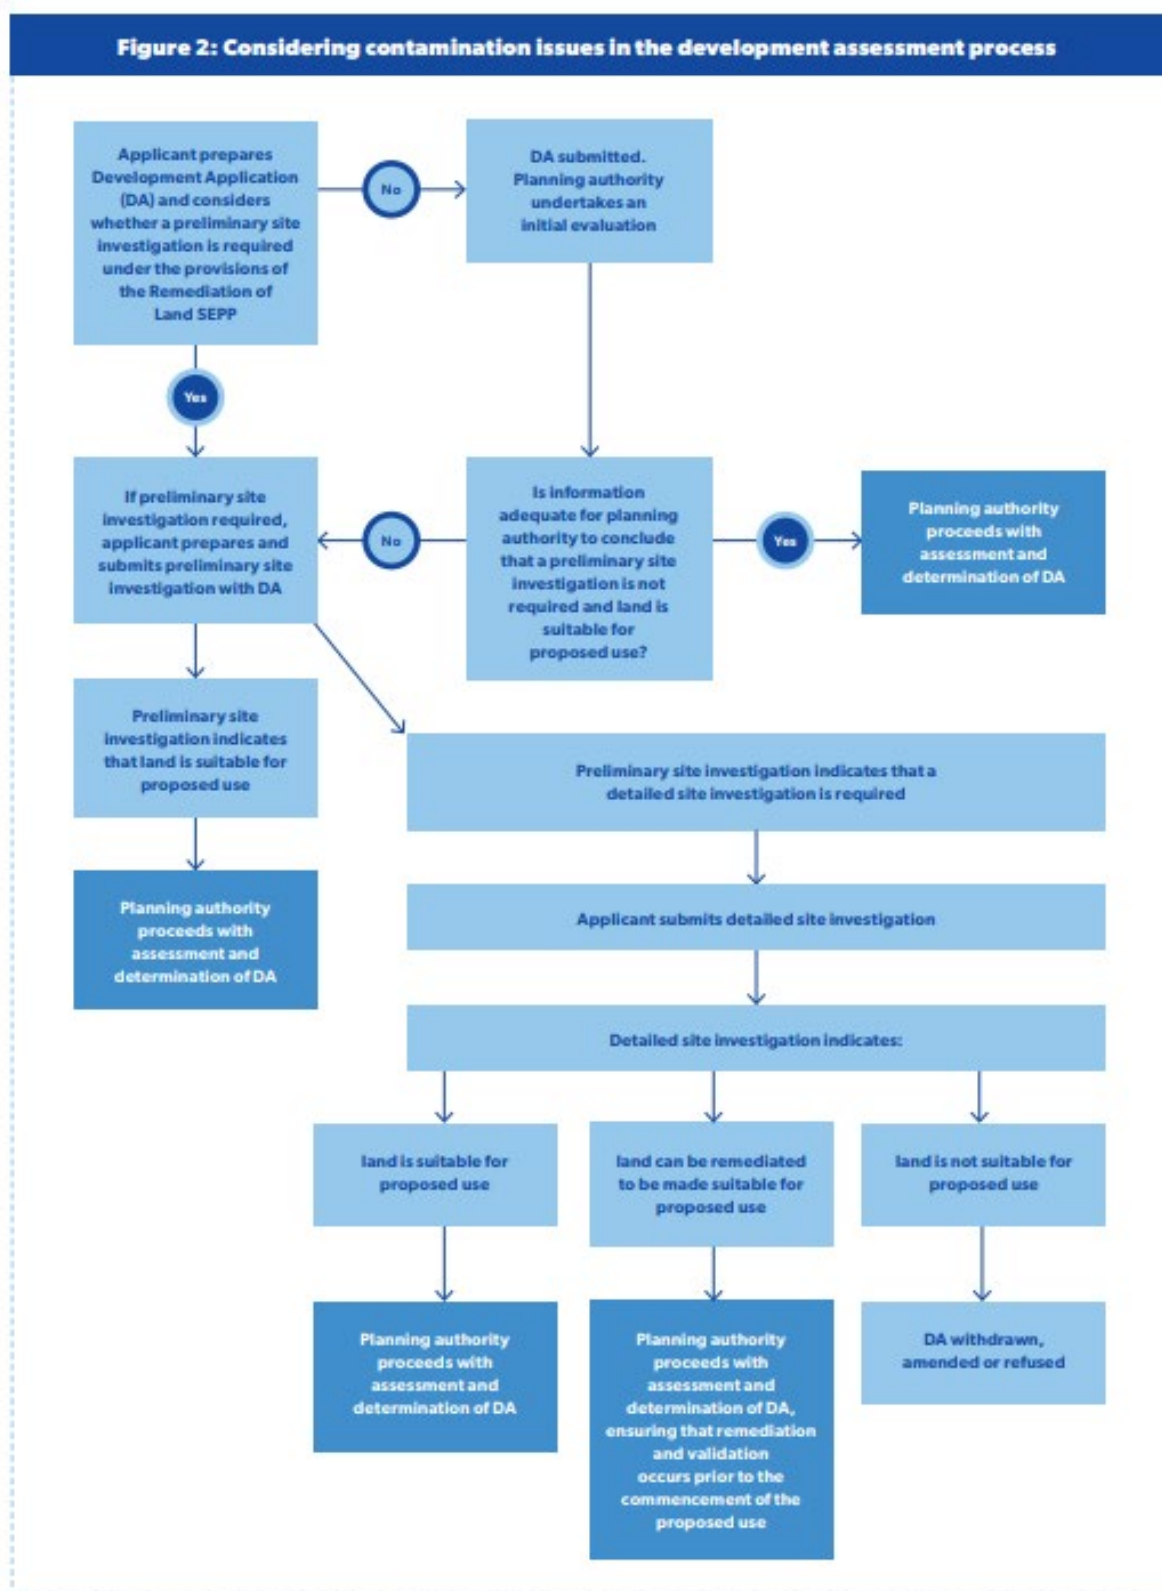 Figure 2: Considering contamination issues in the development assessment process
Applicant prepares
Development Application
(DA) and considers
whether a preliminary site
investigation is required
under the provisions of
the Remediation of
Land SEPP
No
DA submitted.
Planning authority
undertakes an
initial evaluation
Yes
If preliminary site
investigation required,
applicant prepares and
submits preliminary site
investigation with DA
No
Is information
adequate for planning
authority to conclude
that a preliminary site
investigation is not
required and land is
suitable for
proposed use?
Yes
Planning authority
proceeds with
assessment and
determination of DA
Preliminary site
investigation indicates
that land is suitable for
proposed use
Planning authority
proceeds with
assessment and
determination of DA
Preliminary site investigation indicates that a
detailed site investigation is required
Applicant submits detailed site investigation
Detailed site investigation indicates:
land is suitable for
proposed use
land can be remediated
to be made suitable for
proposed use
land is not suitable for
proposed use
Planning authority
proceeds with
assessment and
determination of DA
Planning authority
proceeds with
assessment and
determination of DA,
ensuring that remediation
and validation
occurs prior to the
commencement of the
proposed use
DA withdrawn,
amended or refused